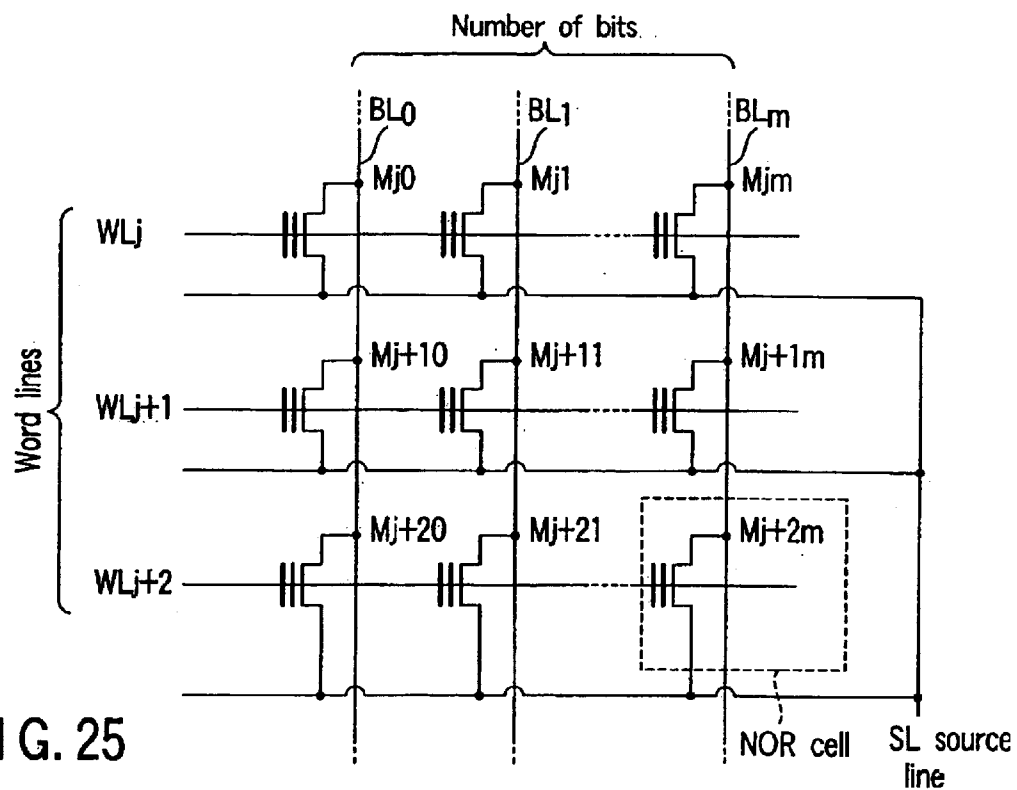 Number of bits
BL0 BL1 BLm
Mj0 Mj1 Mjm
WLj
Mj+10 Mj+11 Mj+1m
Word lines
WLj+1
Mj+20 Mj+21 Mj+2m
WLj+2
NOR cell SL source
line
G. 25